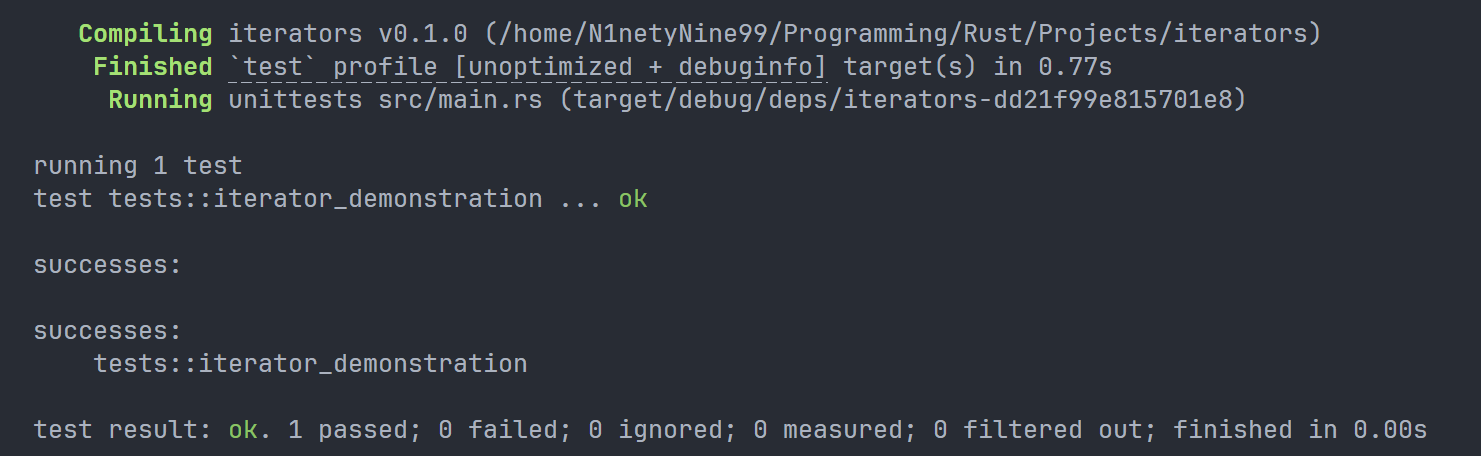 Compiling iterators v0.1.0 (/home/N1netyNine99/Programming/Rust/Projects/iterators)
Finished `test` profile [unoptimized + debuginfo] target(s) in 0.77s
Running unittests src/main.rs (target/debug/deps/iterators-dd21f99e815701e8)
running 1 test
test tests::iterator_demonstration ... ok
successes:
successes:
tests::iterator_demonstration
test result: ok. 1 passed; 0 failed; 0 ignored; 0 measured; 0 filtered out; finished in 0.00s